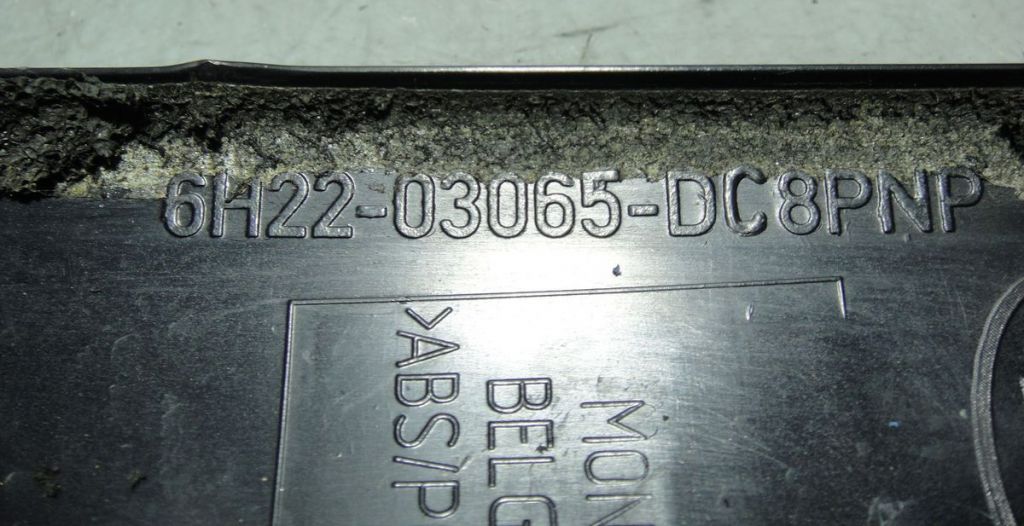 6H22-03065-DC8PNP
MON
BELG
>ABS/P